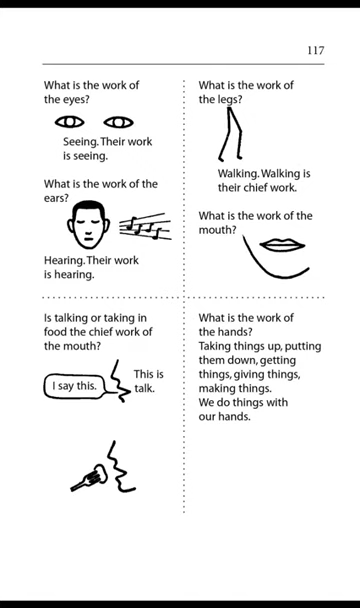 117
What is the work of
the eyes?
Seeing. Their work
is seeing.
What is the work of the
ears?
Hearing. Their work
is hearing.
What is the work of
the legs?
Walking. Walking is
their chief work.
What is the work of the
mouth?
Is talking or taking in
food the chief work of
the mouth?
I say this.
This is
talk.
What is the work of
the hands?
Taking things up, putting
them down, getting
things, giving things,
making things.
We do things with
our hands.